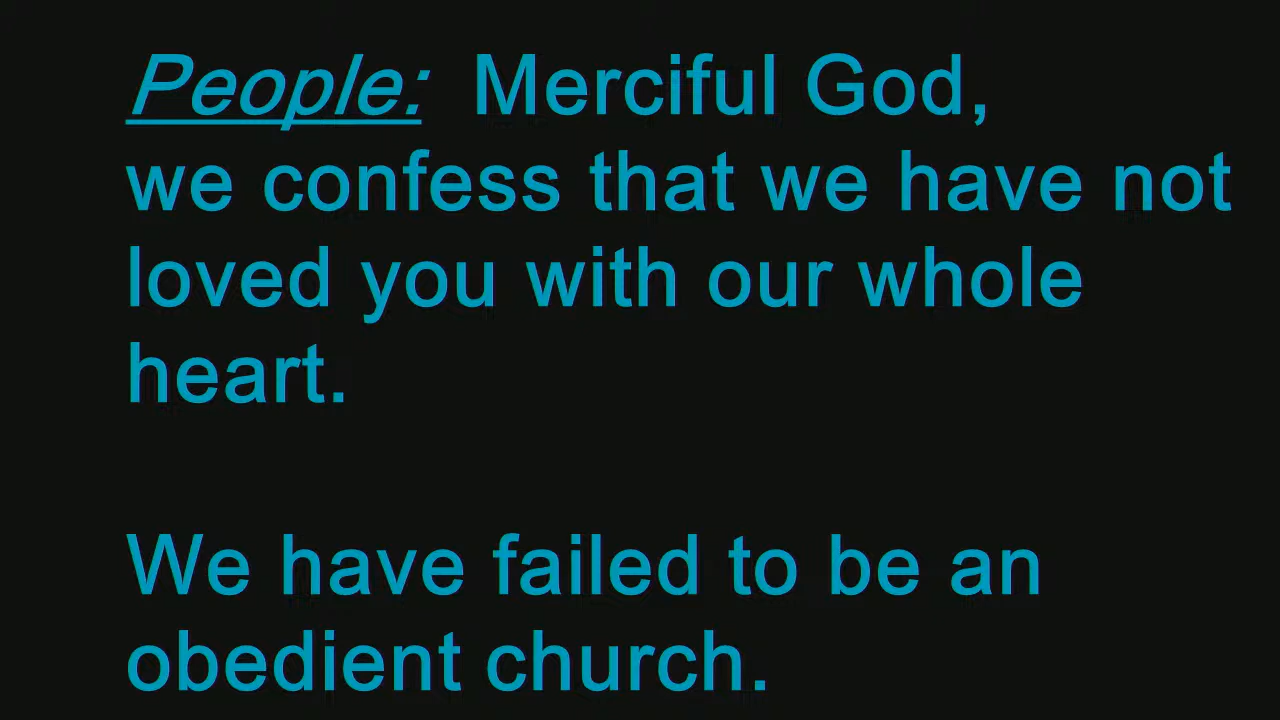 People: Merciful God,
we confess that we have not
loved you with our whole
heart.
We have failed to be an
obedient church.